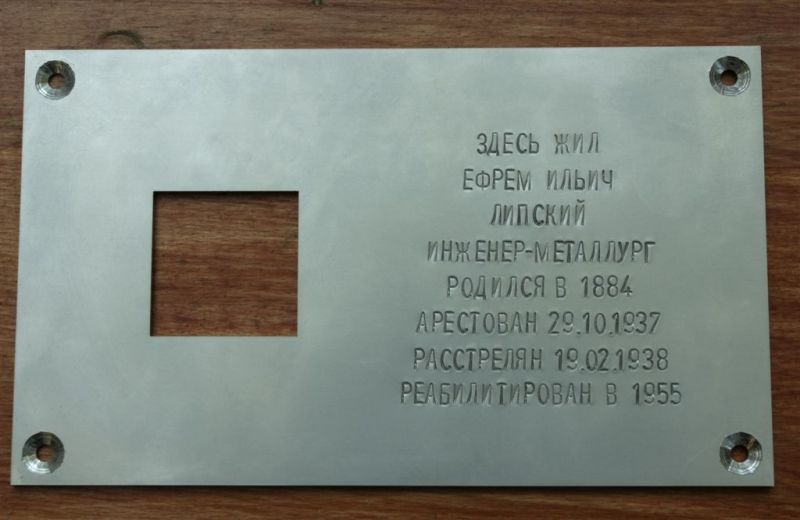 ЗДЕСЬ ЖИЛ
ЕФРЕМ ИЛЬИЧ
ЛИПСКИЙ
ИНЖЕНЕР-МЕТАЛЛУРГ
РОДИЛСЯ В 1884
АРЕСТОВАН 29.10.1937
РАССТРЕЛЯН 19.02.1938
РЕАБИЛИТИРОВАН В 1955